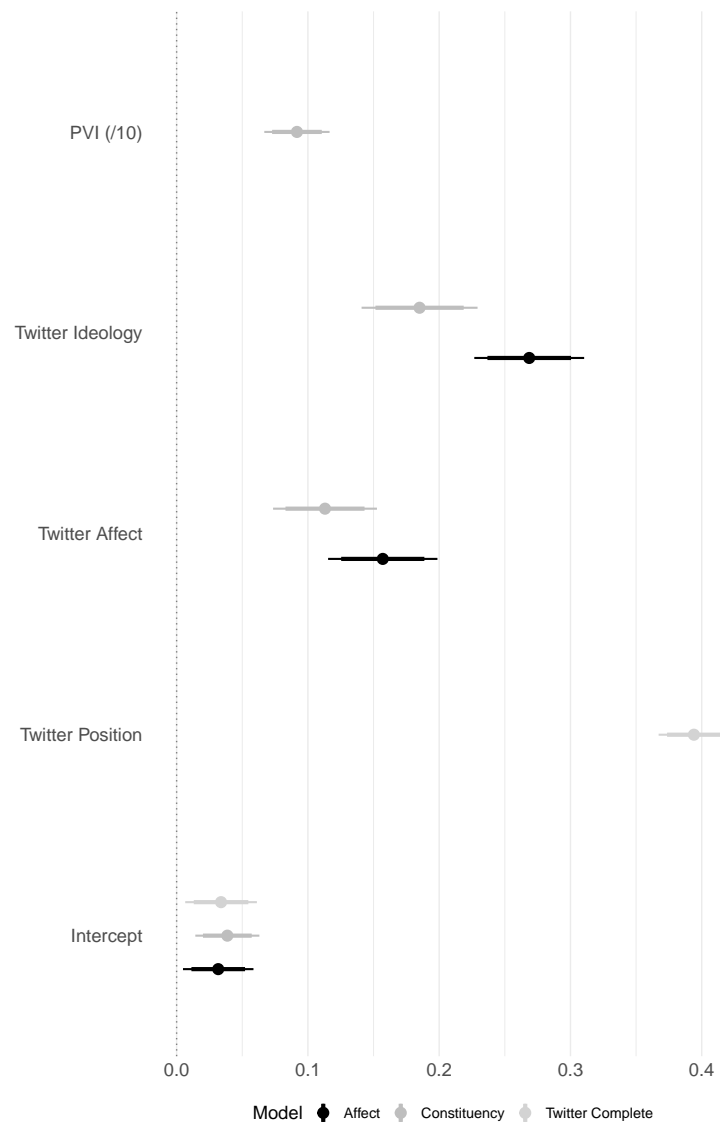 PVI (/10)
Twitter Ideology
Twitter Affect
Twitter Position
Intercept
0.0 0.1 0.2 0.3 0.4
Model Affect Constituency Twitter Complete